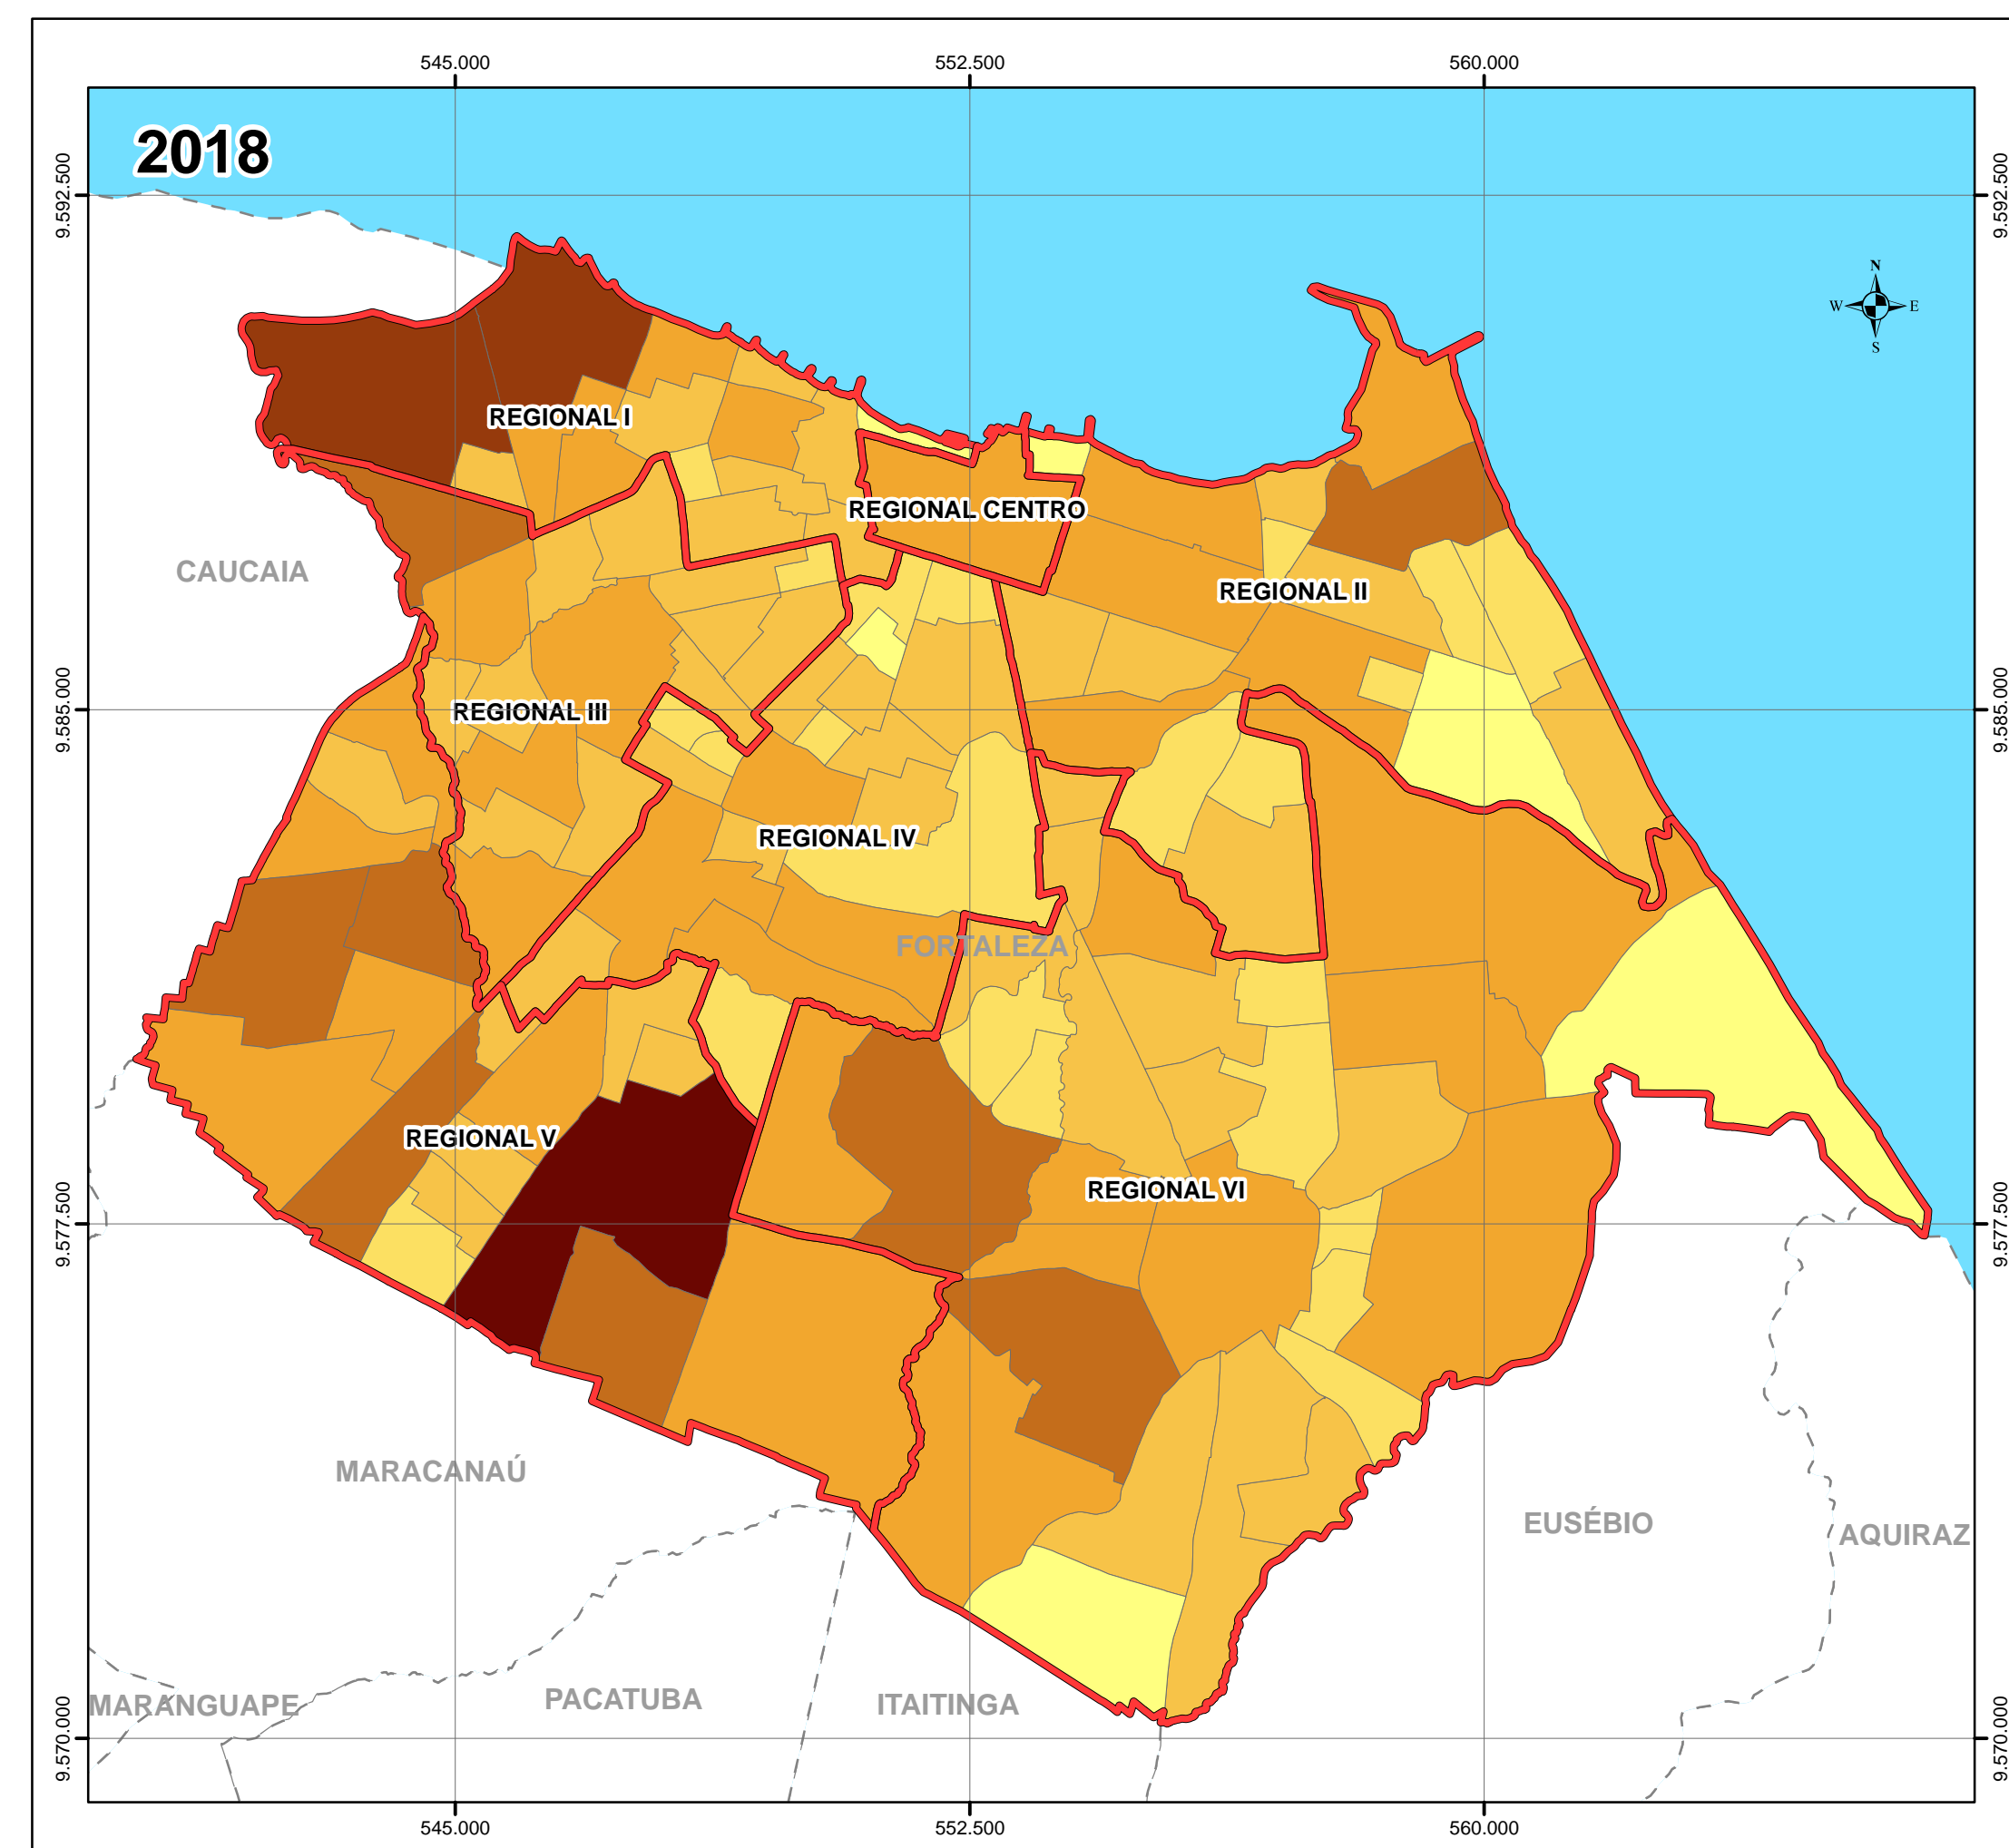 545.000 552.500 560.000
2018
9.592.500 9.592.500
N
W E
S
REGIONAL I
REGIONAL CENTRO
CAUCAIA
REGIONAL II
9.585.000 9.585.000
REGIONAL III
REGIONAL IV
FORTALEZA
REGIONAL V
REGIONAL VI
9.577.500 9.577.500
MARACANAÚ
EUSÉBIO
AQUIRAZ
MARANGUAPE
PACATUBA
ITAITINGA
9.570.000 9.570.000
545.000 552.500 560.000